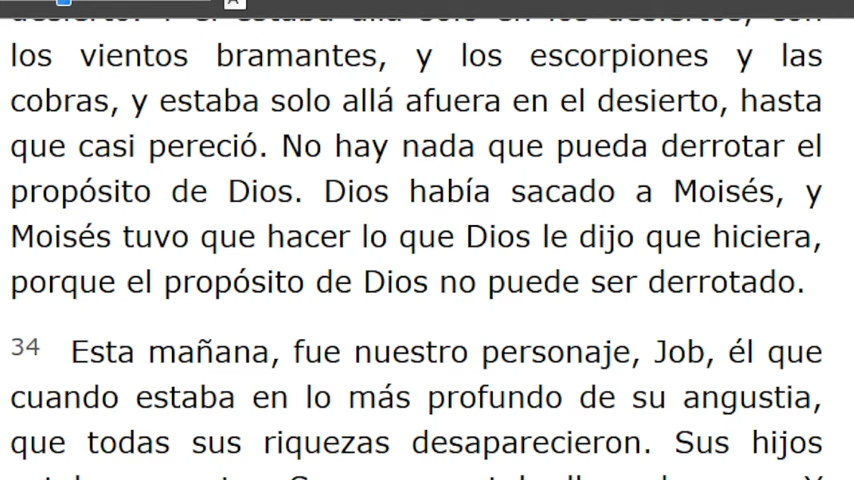 los vientos bramantes, y los escorpiones y las
cobras, y estaba solo allá afuera en el desierto, hasta
que casi pereció. No hay nada que pueda derrotar el
propósito de Dios. Dios había sacado a Moisés, y
Moisés tuvo que hacer lo que Dios le dijo que hiciera,
porque el propósito de Dios no puede ser derrotado.
34 Esta mañana, fue nuestro personaje, Job, él que
cuando estaba en lo más profundo de su angustia,
que todas sus riquezas desaparecieron. Sus hijos